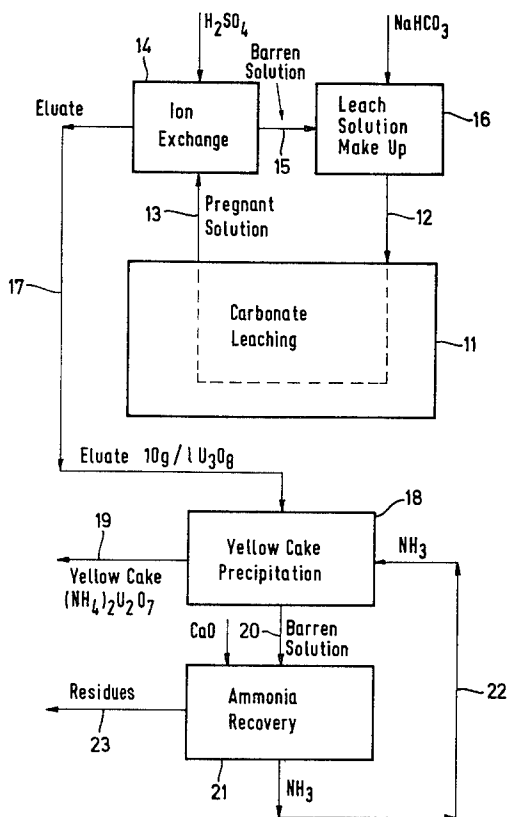 H₂SO₄
NaHCO₃
14
Barren
Solution
Eluate
Ion
Exchange
15
Leach
Solution
Make Up
16
13
Pregnant
Solution
12
17
Carbonate
Leaching
11
Eluate 10g/l U₃O₈
18
19
Yellow Cake
Precipitation
NH₃
Yellow Cake
(NH₄)₂U₂O₇
CaO
20
Barren
Solution
Residues
23
Ammonia
Recovery
22
21
NH₃